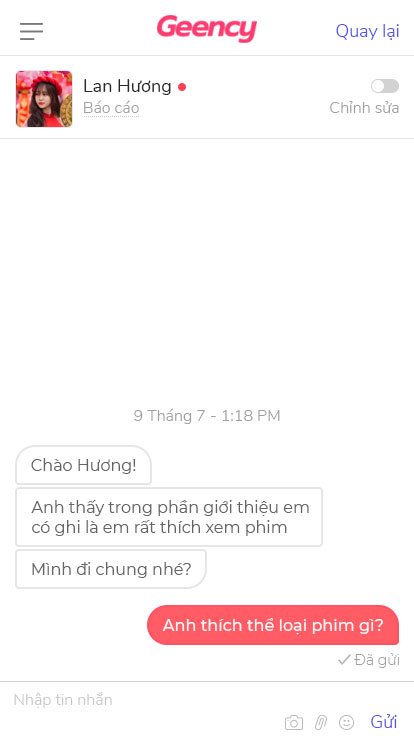 Geency
Quay lại
Lan Hương
Báo cáo
Chỉnh sửa
9 Tháng 7 - 1:18 PM
Chào Hương!
Anh thấy trong phần giới thiệu em
có ghi là em rất thích xem phim
Mình đi chung nhé?
Anh thích thể loại phim gì?
Đã gửi
Nhập tin nhắn
Gửi